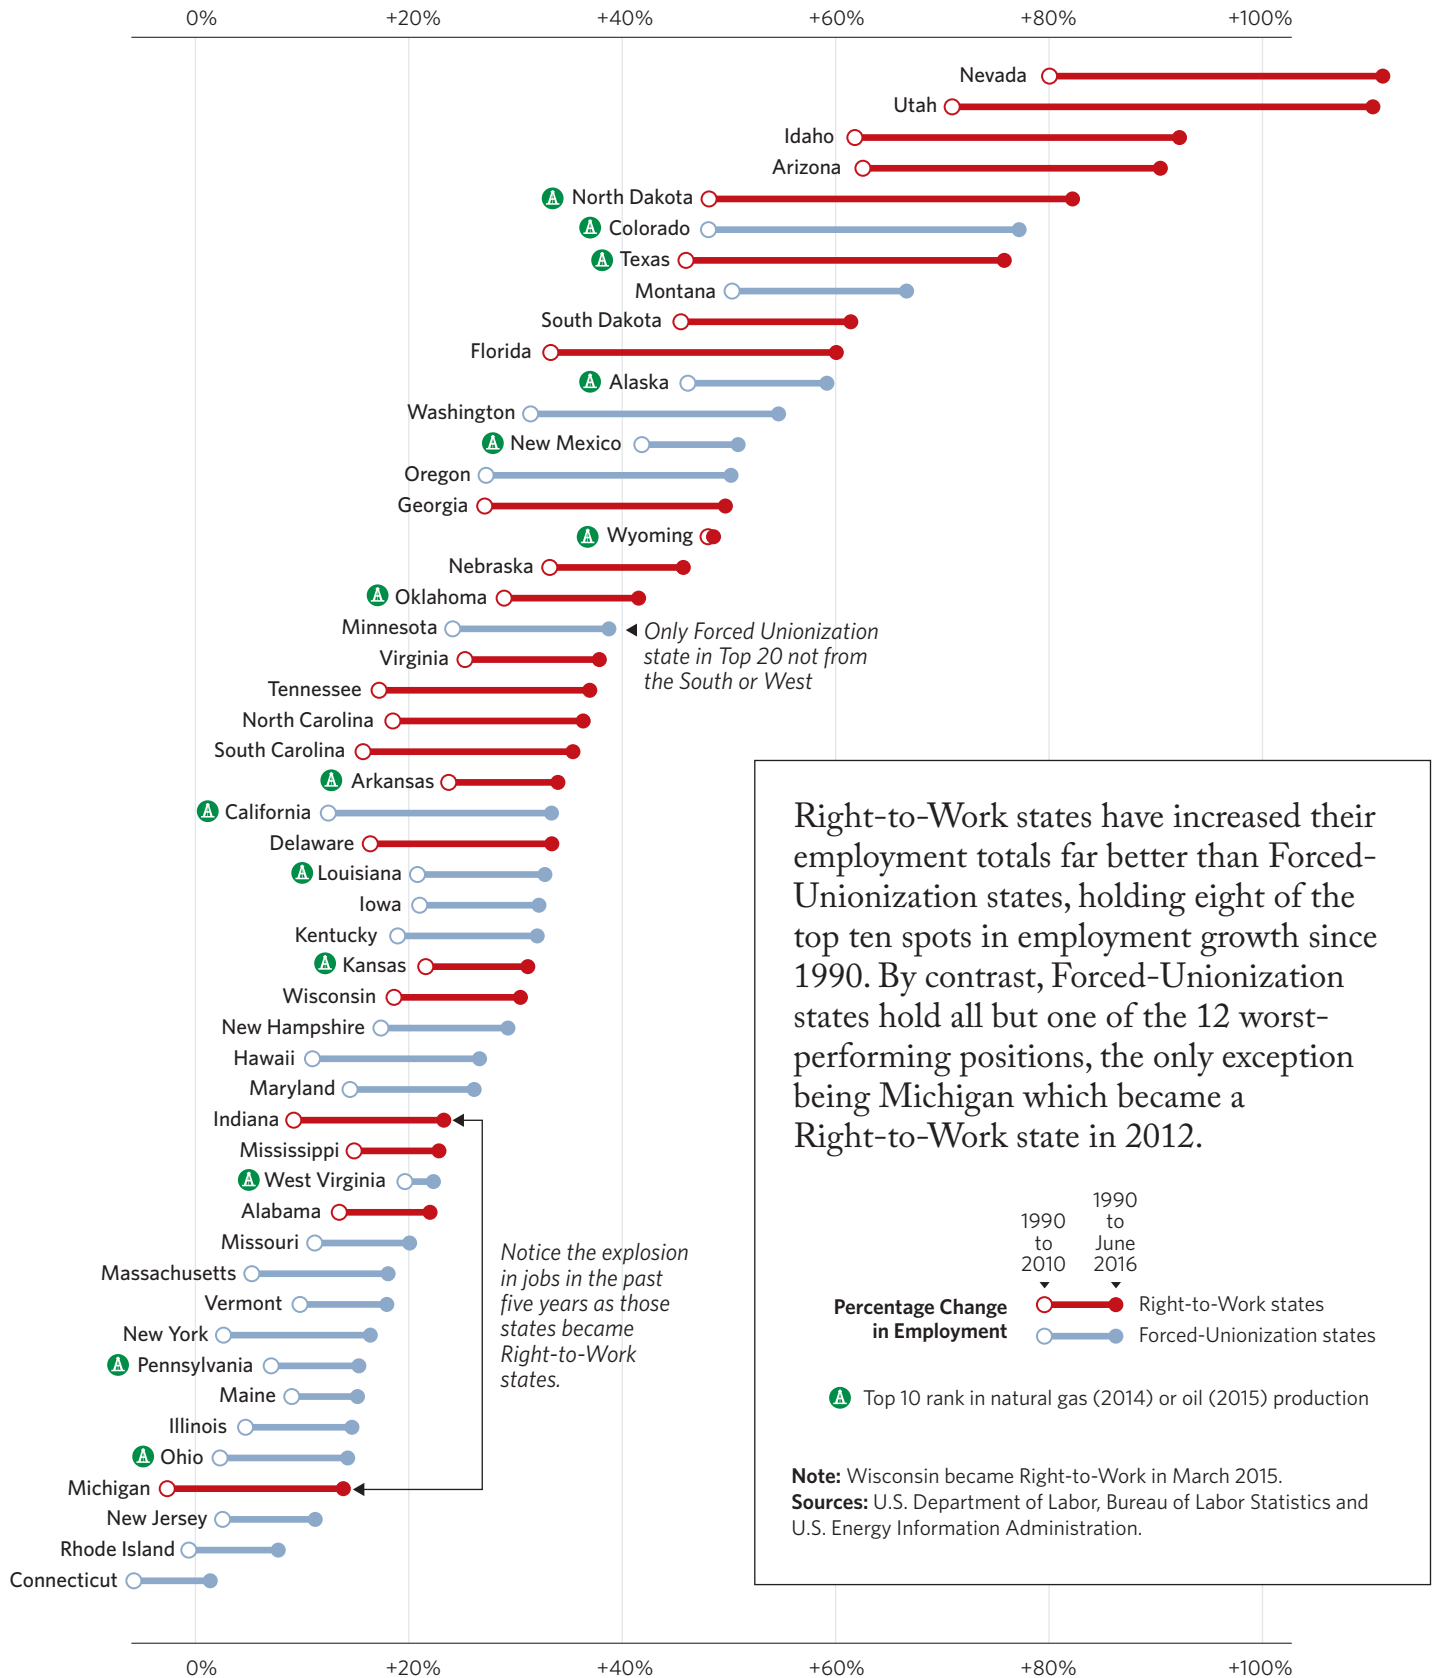 0% +20% +40% +60% +80% +100%
Nevada
Utah
Idaho
Arizona
North Dakota
Colorado
Texas
Montana
South Dakota
Florida
Alaska
Washington
New Mexico
Oregon
Georgia
Wyoming
Nebraska
Oklahoma
Minnesota
Only Forced Unionization
state in Top 20 not from
the South or West
Virginia
Tennessee
North Carolina
South Carolina
Arkansas
California
Delaware
Louisiana
Iowa
Kentucky
Kansas
Wisconsin
New Hampshire
Hawaii
Maryland
Indiana
Mississippi
West Virginia
Alabama
Missouri
Massachusetts
Vermont
New York
Pennsylvania
Maine
Illinois
Ohio
Michigan
New Jersey
Rhode Island
Connecticut
Notice the explosion
in jobs in the past
five years as those
states became
Right-to-Work
states.
Right-to-Work states have increased their
employment totals far better than Forced-
Unionization states, holding eight of the
top ten spots in employment growth since
1990. By contrast, Forced-Unionization
states hold all but one of the 12 worst-
performing positions, the only exception
being Michigan which became a
Right-to-Work state in 2012.
1990
to
2010
1990
to
June
2016
Percentage Change
in Employment
Right-to-Work states
Forced-Unionization states
Top 10 rank in natural gas (2014) or oil (2015) production
Note: Wisconsin became Right-to-Work in March 2015.
Sources: U.S. Department of Labor, Bureau of Labor Statistics and
U.S. Energy Information Administration.
0% +20% +40% +60% +80% +100%